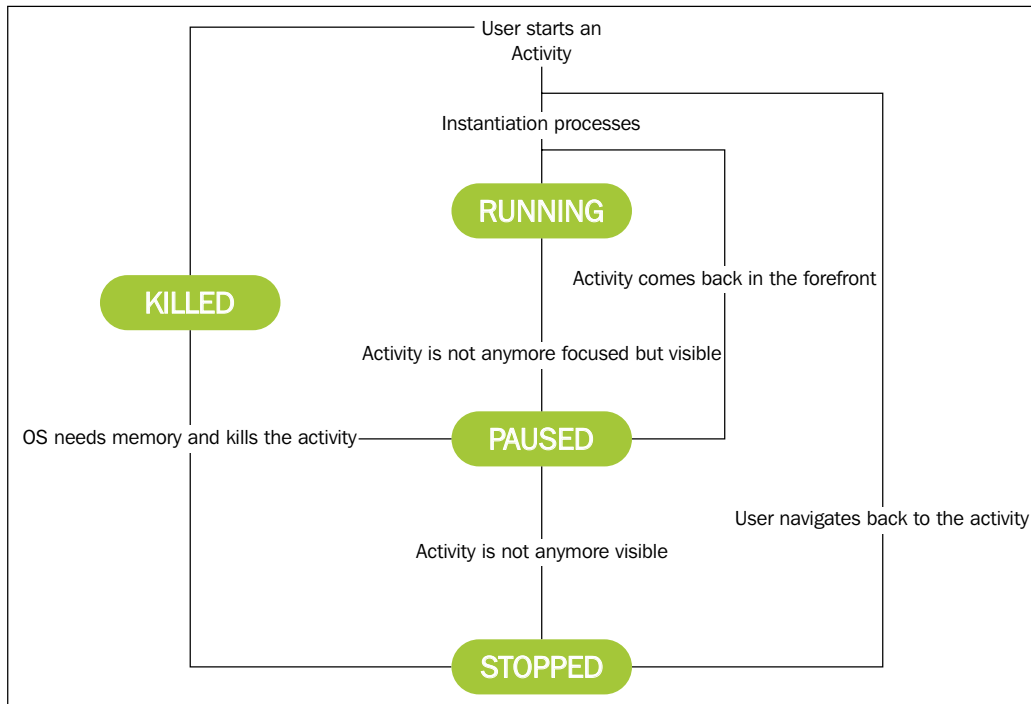 User starts an
Activity
Instantiation processes
RUNNING
Activity comes back in the forefront
KILLED
Activity is not anymore focused but visible
OS needs memory and kills the activity
PAUSED
User navigates back to the activity
Activity is not anymore visible
STOPPED